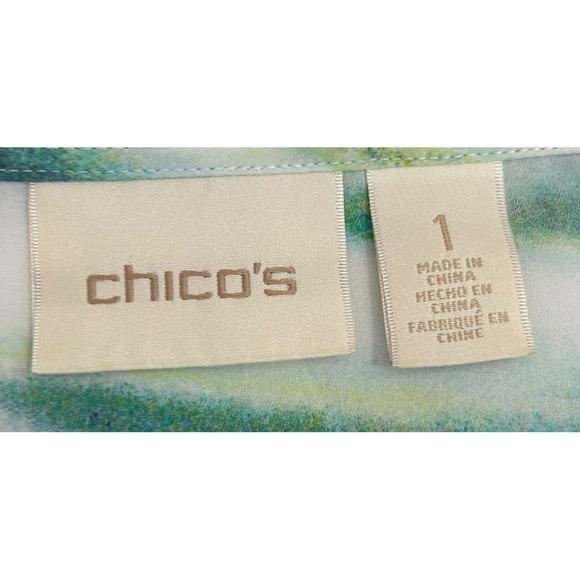 chico's
1
MADE IN
CHINA
HECHO EN
CHINA
FABRIQUÉ EN
CHINE